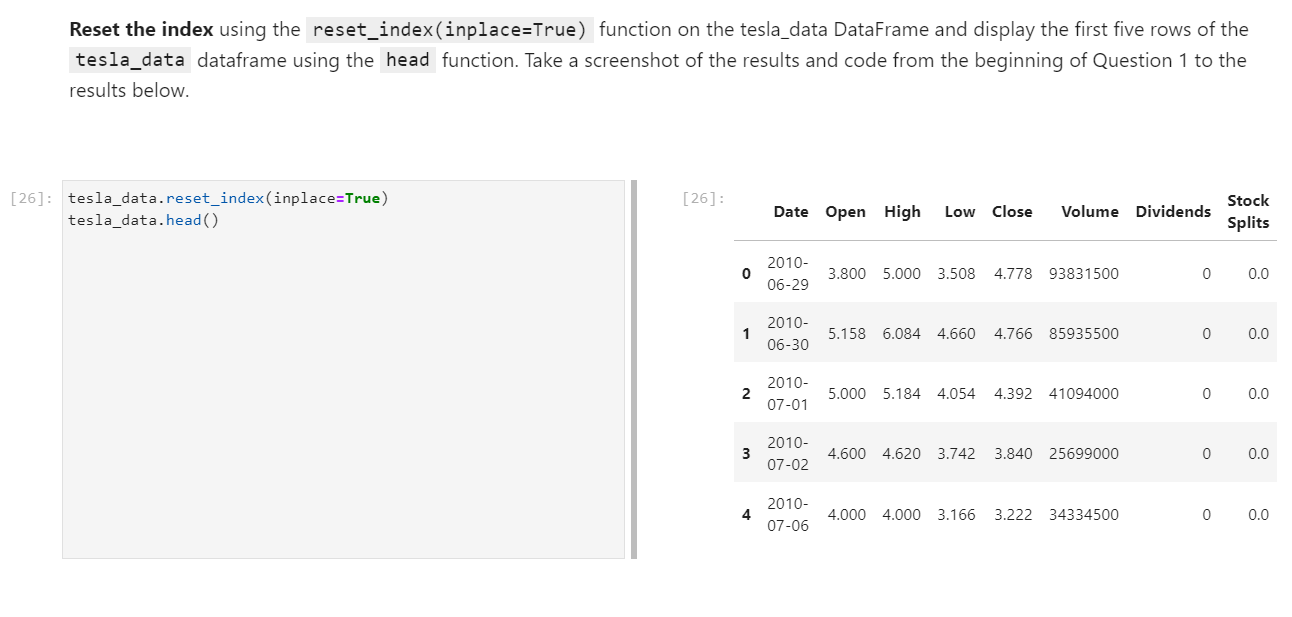 Reset the index using the reset_index(inplace=True) function on the tesla_data DataFrame and display the first five rows of the
tesla_data dataframe using the head function. Take a screenshot of the results and code from the beginning of Question 1 to the
results below.
[26]:
tesla_data.reset_index(inplace=True)
tesla_data.head()
[26]:
Date Open High Low Close Volume Dividends Stock
Splits
0 2010-
06-29 3.800 5.000 3.508 4.778 93831500 0 0.0
1 2010-
06-30 5.158 6.084 4.660 4.766 85935500 0 0.0
2 2010-
07-01 5.000 5.184 4.054 4.392 41094000 0 0.0
3 2010-
07-02 4.600 4.620 3.742 3.840 25699000 0 0.0
4 2010-
07-06 4.000 4.000 3.166 3.222 34334500 0 0.0